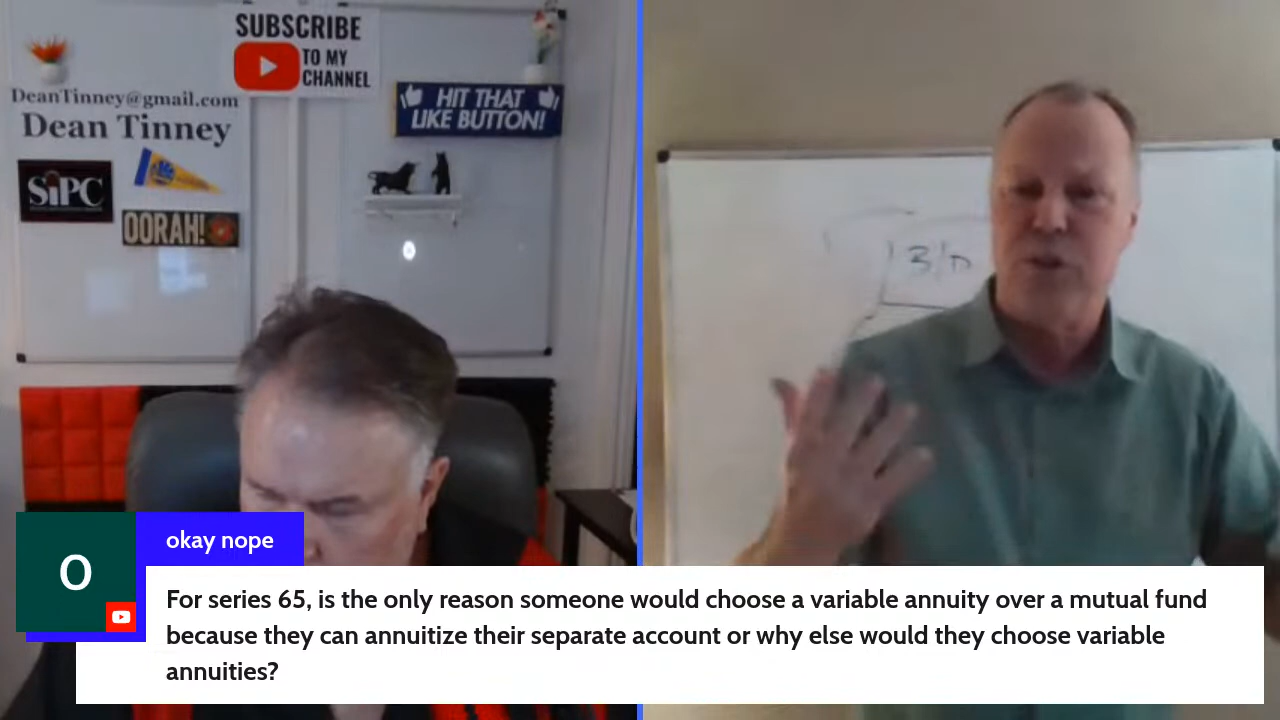 SUBSCRIBE
TO MY
CHANNEL
DeanTinney@gmail.com
Dean Tinney
HIT THAT
LIKE BUTTON!
SiPC
OORAH!
B/D
O
okay nope
For series 65, is the only reason someone would choose a variable annuity over a mutual fund
because they can annuitize their separate account or why else would they choose variable
annuities?